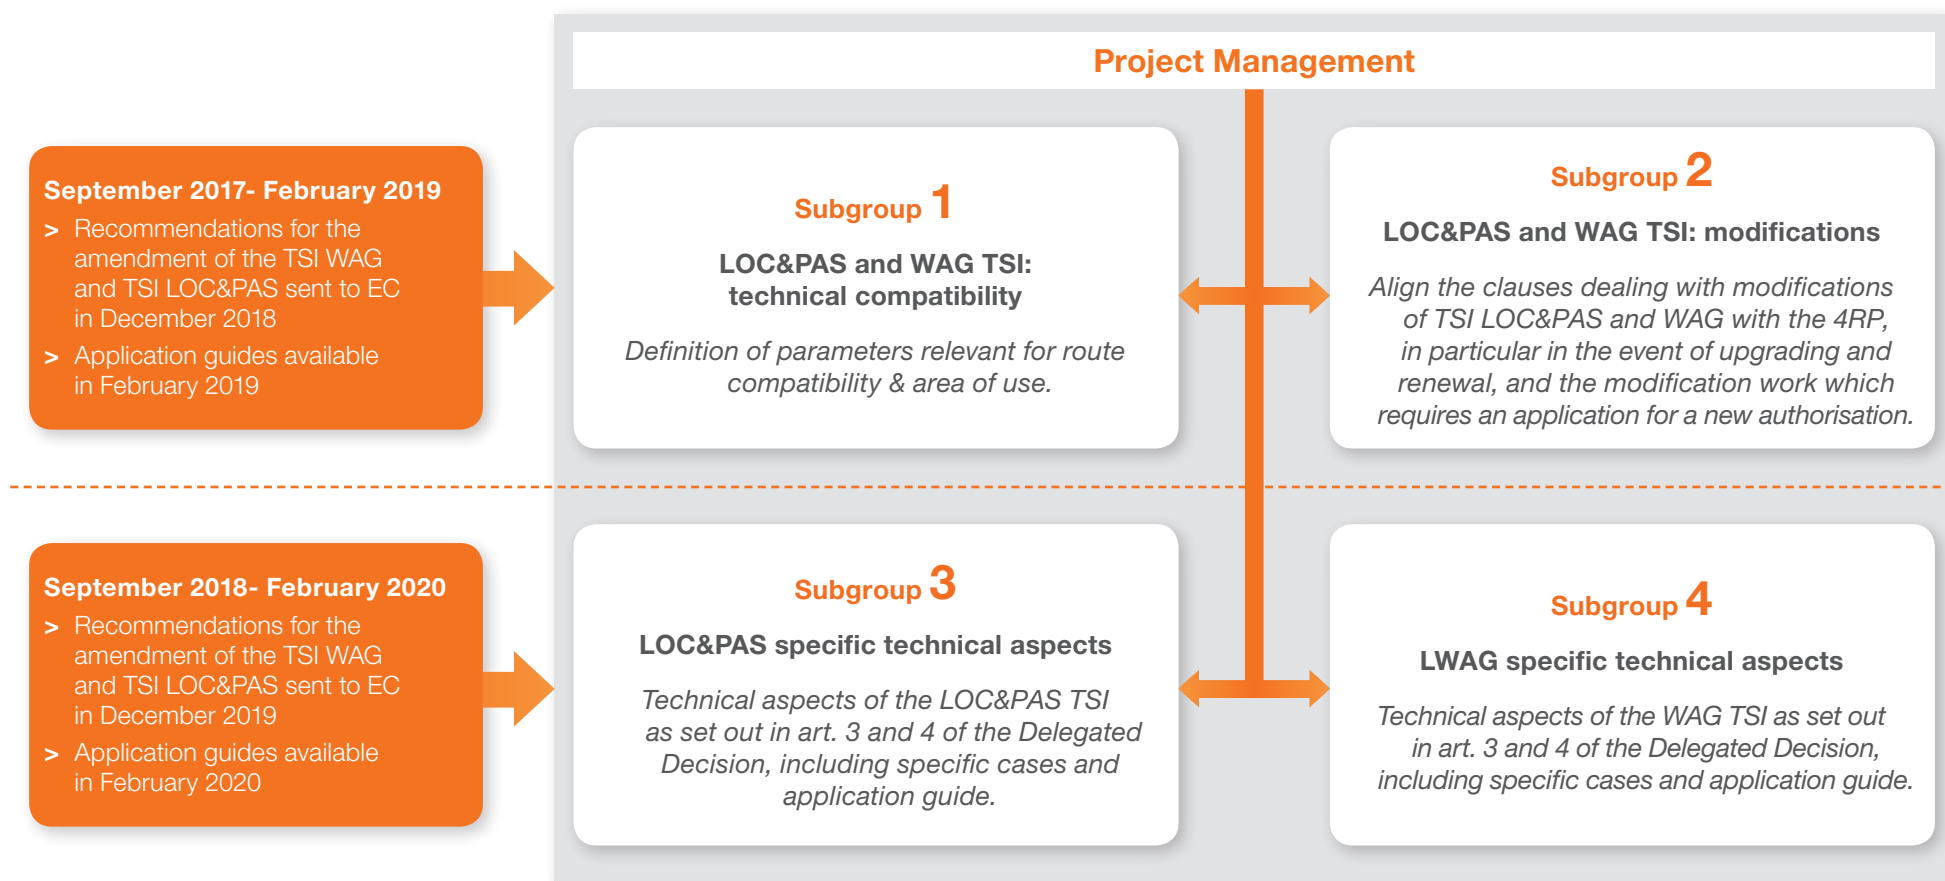 Project Management
September 2017- February 2019
> Recommendations for the
amendment of the TSI WAG
and TSI LOC&PAS sent to EC
in December 2018
> Application guides available
in February 2019
Subgroup 1
LOC&PAS and WAG TSI:
technical compatibility
Definition of parameters relevant for route
compatibility & area of use.
Subgroup 2
LOC&PAS and WAG TSI: modifications
Align the clauses dealing with modifications
of TSI LOC&PAS and WAG with the 4RP,
in particular in the event of upgrading and
renewal, and the modification work which
requires an application for a new authorisation.
September 2018- February 2020
> Recommendations for the
amendment of the TSI WAG
and TSI LOC&PAS sent to EC
in December 2019
> Application guides available
in February 2020
Subgroup 3
LOC&PAS specific technical aspects
Technical aspects of the LOC&PAS TSI
as set out in art. 3 and 4 of the Delegated
Decision, including specific cases and
application guide.
Subgroup 4
LWAG specific technical aspects
Technical aspects of the WAG TSI as set out
in art. 3 and 4 of the Delegated Decision,
including specific cases and application guide.